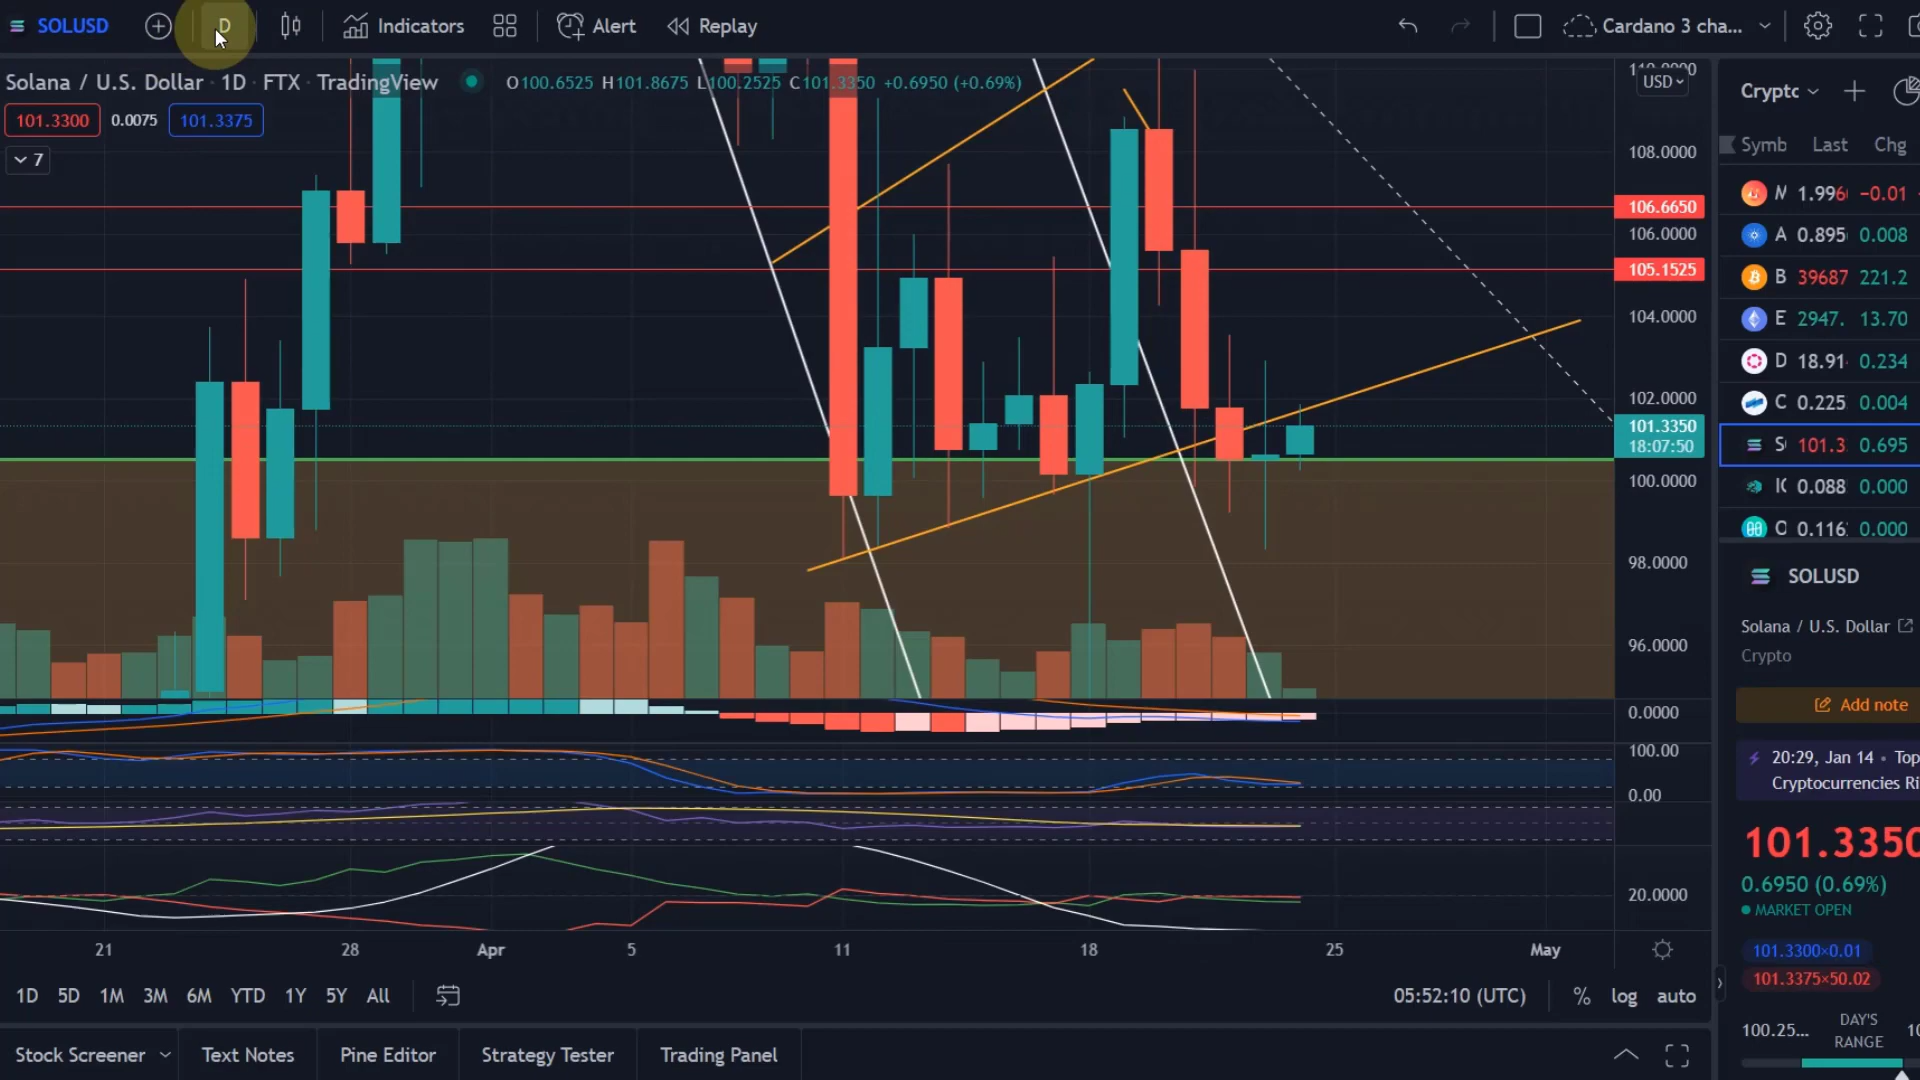 SOLUSD
D
Indicators
Alert
Replay
Cardano 3 cha...
Solana / U.S. Dollar · 1D · FTX · TradingView
O100.6525 H101.8675 L100.2525 C101.3350 +0.6950 (+0.69%)
101.3300 0.0075 101.3375
7
USD
108.0000
106.6650
106.0000
105.1525
104.0000
102.0000
101.3350
18:07:50
100.0000
98.0000
96.0000
0.0000
100.00
0.00
20.0000
21 28 Apr 5 11 18 25 May
1D 5D 1M 3M 6M YTD 1Y 5Y All
05:52:10 (UTC) % log auto
Stock Screener Text Notes Pine Editor Strategy Tester Trading Panel
Crypto
Symb Last Chg
M 1.996 −0.01
A 0.895 0.008
B 39687 221.2
E 2947. 13.70
D 18.91 0.234
C 0.225 0.004
S 101.3 0.695
IC 0.088 0.000
O 0.116 0.000
SOLUSD
Solana / U.S. Dollar
Crypto
Add note
20:29, Jan 14 • Top
Cryptocurrencies Ri
101.3350
0.6950 (0.69%)
MARKET OPEN
101.3300×0.01
101.3375×50.02
100.25... DAY'S RANGE 10